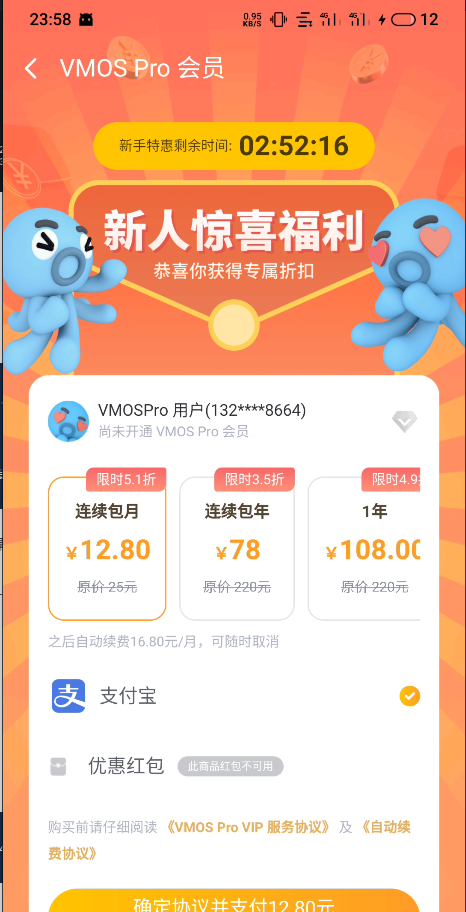 23:58 0.95 KB/S 4G 4G 12
VMOS Pro 会员
新手特惠剩余时间: 02:52:16
新人惊喜福利
恭喜你获得专属折扣
VMOSPro 用户(132****8664)
尚未开通 VMOS Pro 会员
限时5.1折 限时3.5折 限时4.9
连续包月 连续包年 1年
¥12.80 ¥78 ¥108.00
原价 25元 原价 220元 原价 220元
之后自动续费16.80元/月，可随时取消
支 支付宝
优惠红包 此商品红包不可用
购买前请仔细阅读 《VMOS Pro VIP 服务协议》 及 《自动续
费协议》
确定协议并支付12.80元